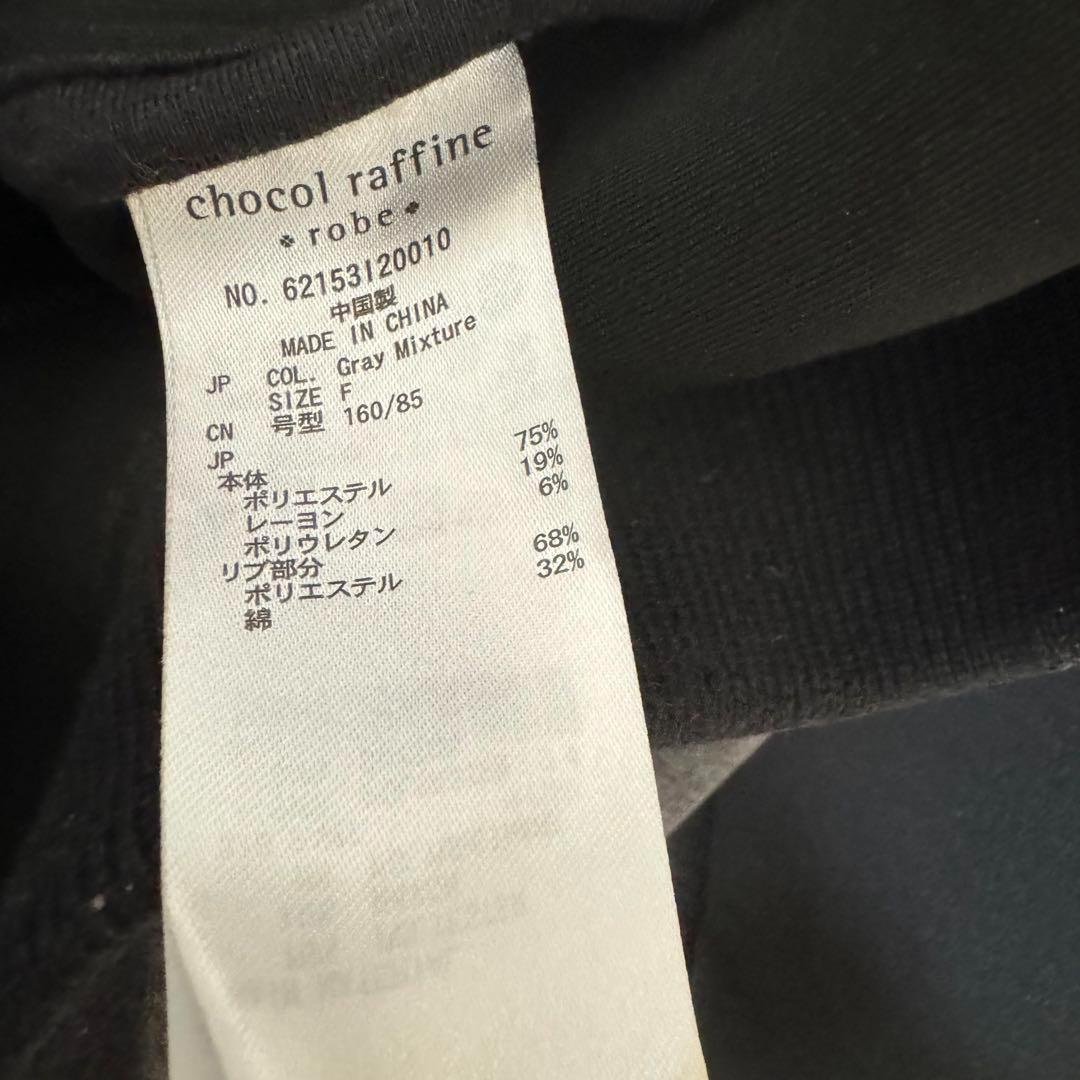 chocol raffine
robe
NO. 62153120010
中国製
MADE IN CHINA
JP COL. Gray Mixture
SIZE F
CN 号型 160/85
JP
本体
ポリエステル 75%
レーヨン 19%
ポリウレタン 6%
リブ部分
ポリエステル 68%
綿 32%